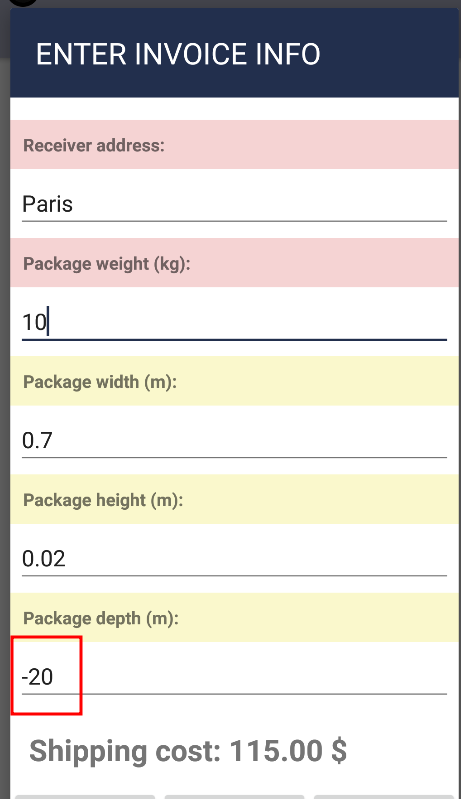 ENTER INVOICE INFO
Receiver address:
Paris
Package weight (kg):
10
Package width (m):
0.7
Package height (m):
0.02
Package depth (m):
-20
Shipping cost: 115.00 $